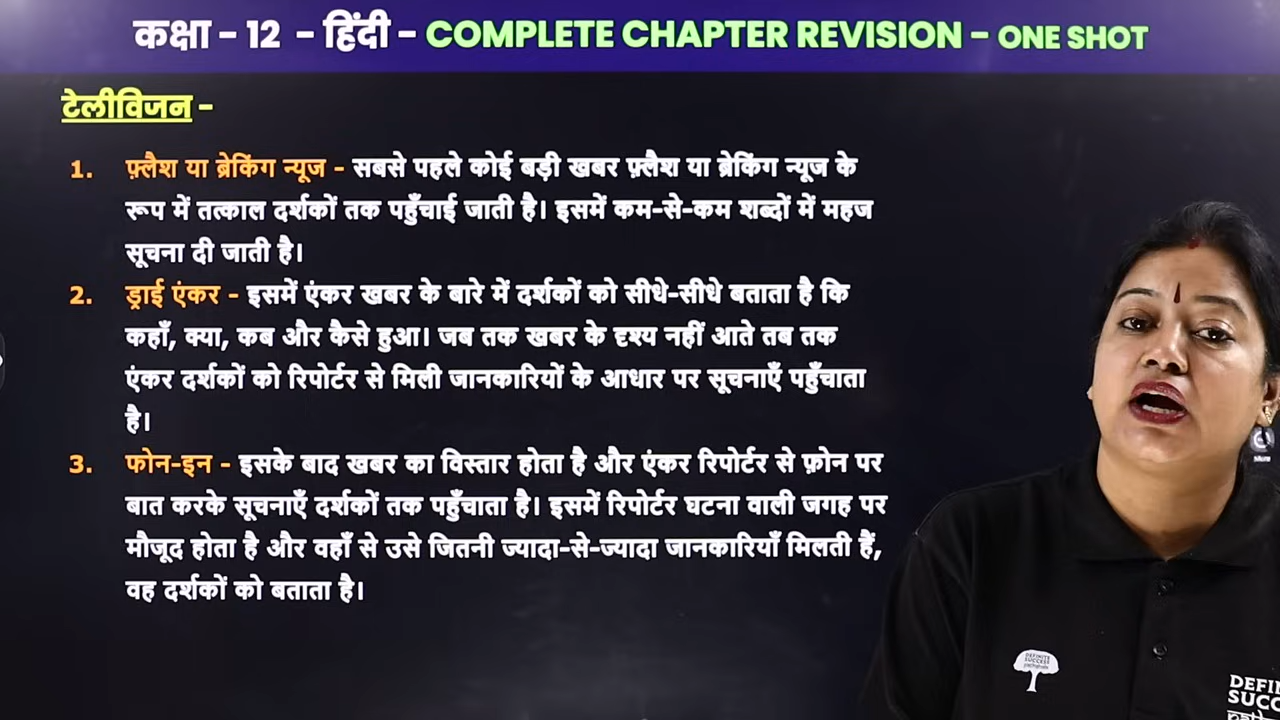 कक्षा - 12 - हिंदी - COMPLETE CHAPTER REVISION - ONE SHOT
टेलीविजन -
1. फ़्लैश या ब्रेकिंग न्यूज - सबसे पहले कोई बड़ी खबर फ़्लैश या ब्रेकिंग न्यूज के
रूप में तत्काल दर्शकों तक पहुँचाई जाती है। इसमें कम-से-कम शब्दों में महज
सूचना दी जाती है।
2. ड्राई एंकर - इसमें एंकर खबर के बारे में दर्शकों को सीधे-सीधे बताता है कि
कहाँ, क्या, कब और कैसे हुआ। जब तक खबर के दृश्य नहीं आते तब तक
एंकर दर्शकों को रिपोर्टर से मिली जानकारियों के आधार पर सूचनाएँ पहुँचाता
है।
3. फोन-इन - इसके बाद खबर का विस्तार होता है और एंकर रिपोर्टर से फ़ोन पर
बात करके सूचनाएँ दर्शकों तक पहुँचाता है। इसमें रिपोर्टर घटना वाली जगह पर
मौजूद होता है और वहाँ से उसे जितनी ज्यादा-से-ज्यादा जानकारियाँ मिलती हैं,
वह दर्शकों को बताता है।
DEFINITE
SUCCESS
DEFI
SUCC